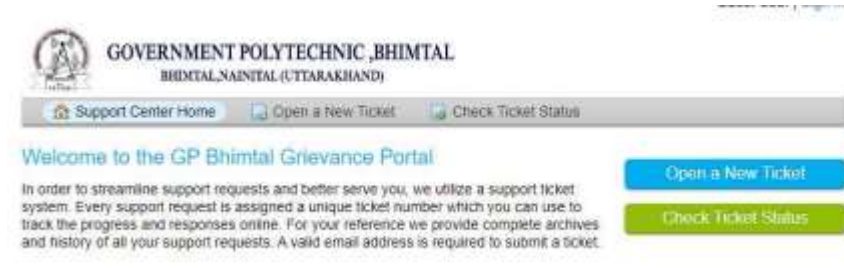 GOVERNMENT POLYTECHNIC ,BHIMTAL
BHIMTAL,NAINITAL (UTTARAKHAND)
Support Center Home
Open a New Ticket
Check Ticket Status
Welcome to the GP Bhimtal Grievance Portal
In order to streamline support requests and better serve you, we utilize a support ticket
system. Every support request is assigned a unique ticket number which you can use to
track the progress and responses online. For your reference we provide complete archives
and history of all your support requests. A valid email address is required to submit a ticket.
Open a New Ticket
Check Ticket Status